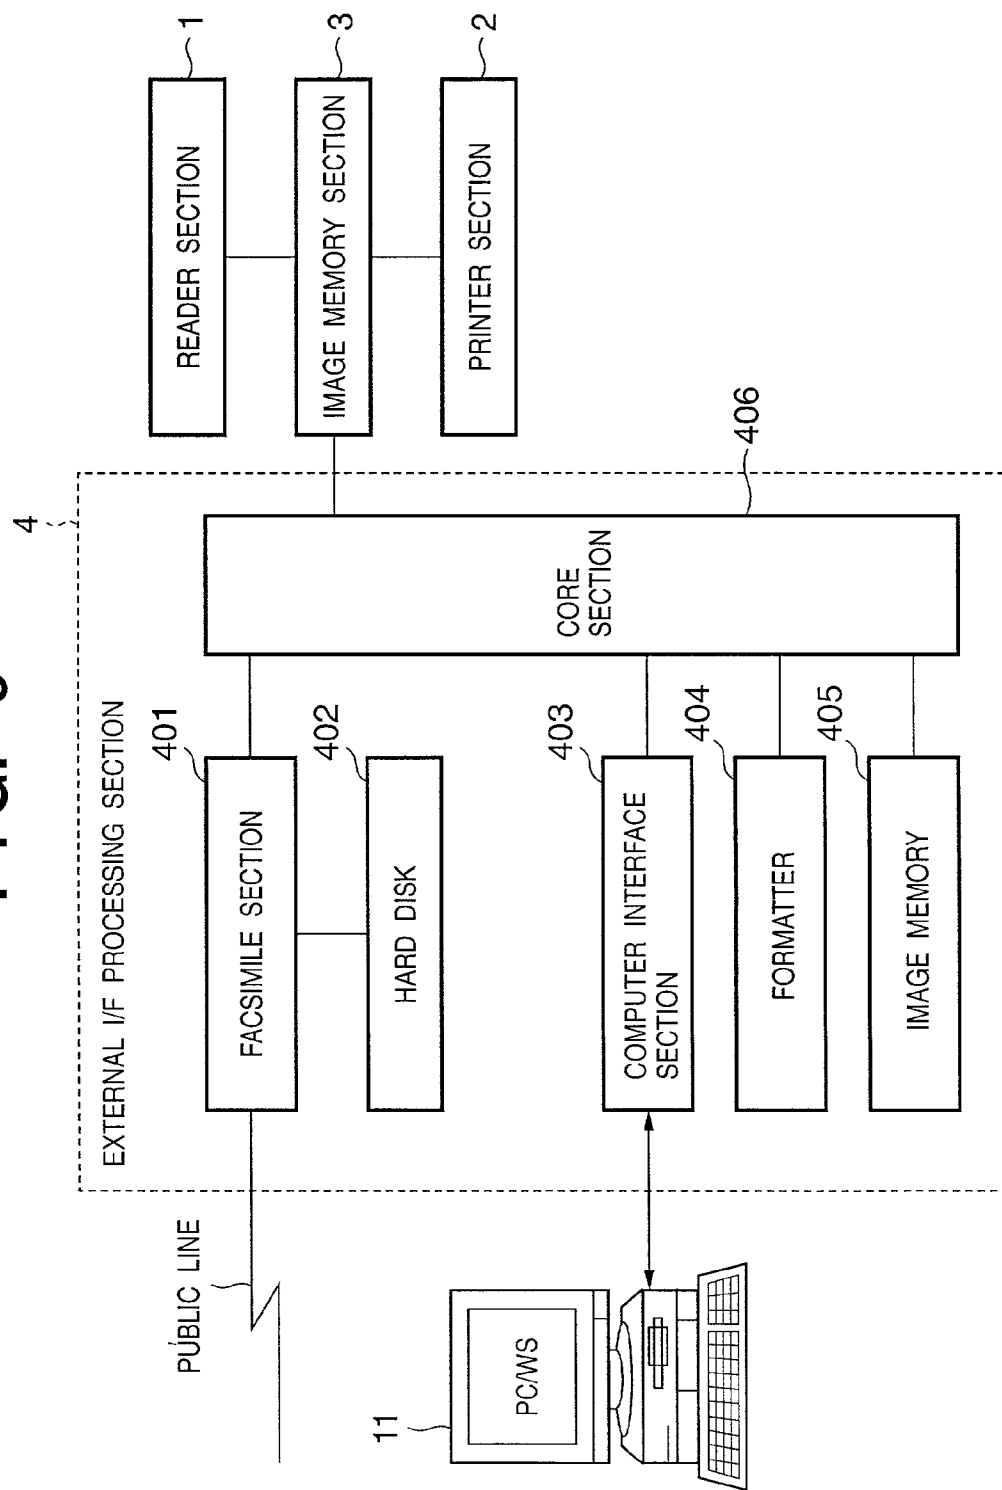 4
EXTERNAL I/F PROCESSING SECTION
401
PUBLIC LINE
READER SECTION
1
FACSIMILE SECTION
402
IMAGE MEMORY SECTION
3
11
HARD DISK
PRINTER SECTION
2
PC/WS
403
CORE
SECTION
COMPUTER INTERFACE
SECTION
404
406
FORMATTER
405
IMAGE MEMORY